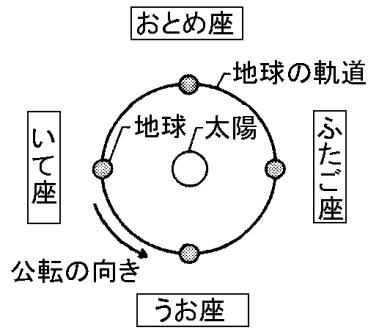 おとめ座
地球の軌道
いて座
地球
太陽
ふたご座
公転の向き
うお座